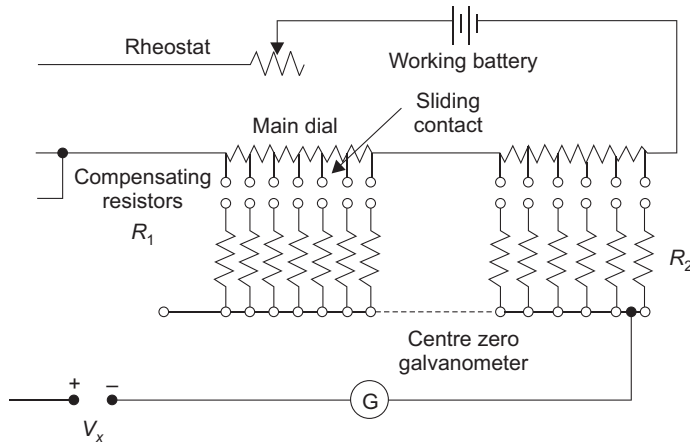 Rheostat
Working battery
Sliding
contact
Main dial
Compensating
resistors
R1
R2
Centre zero
galvanometer
+ –
G
Vx